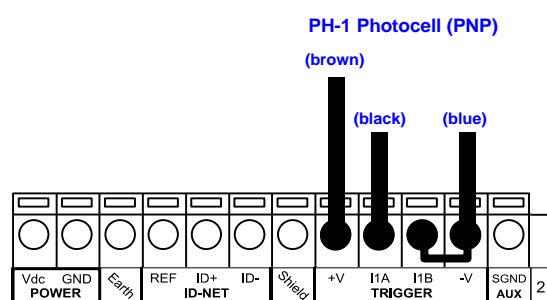 PH-1 Photocell (PNP)
(brown)
(black) (blue)
Vdc GND Earth REF ID+ ID- Shield +V I1A I1B -V SGND 2
POWER ID-NET TRIGGER AUX